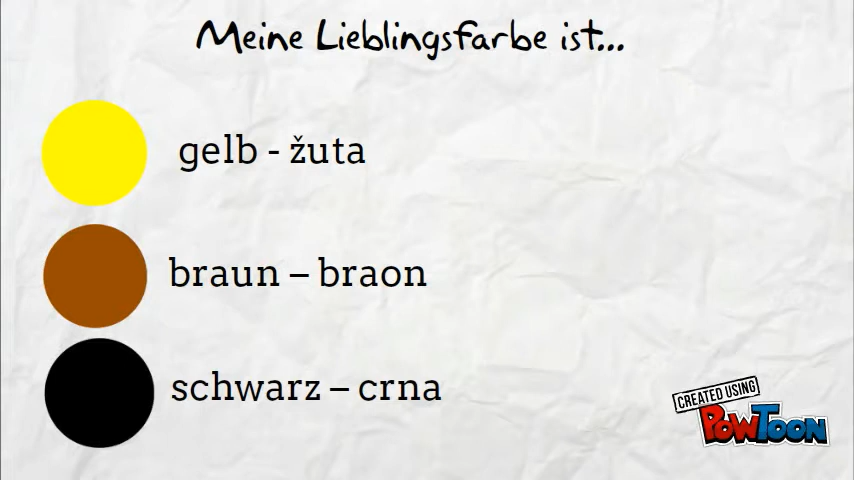 Meine Lieblingsfarbe ist...
gelb - žuta
braun – braon
schwarz – crna
CREATED USING
POWTOON